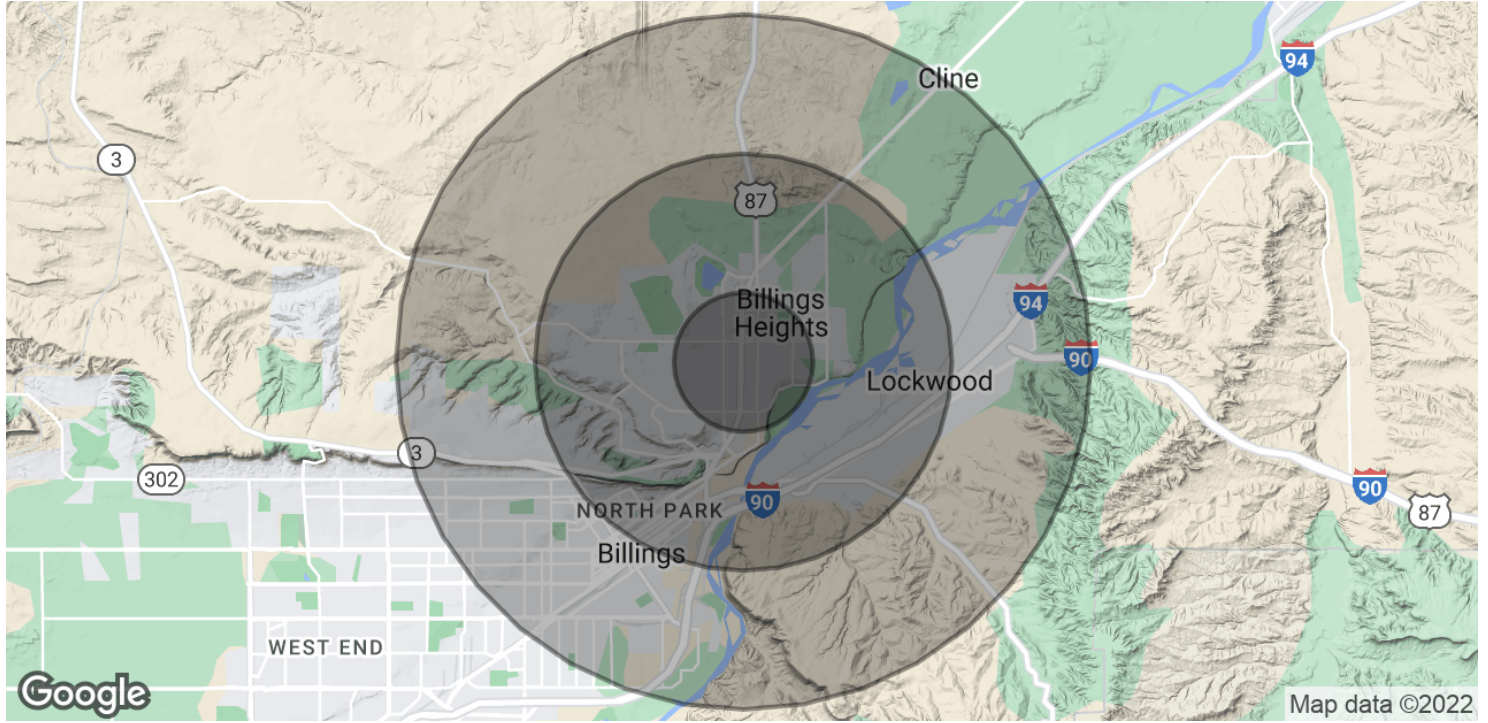 94
Cline
3
87
Billings
Heights
94
90
Lockwood
3
302
90
90
87
NORTH PARK
Billings
WEST END
Google
Map data ©2022